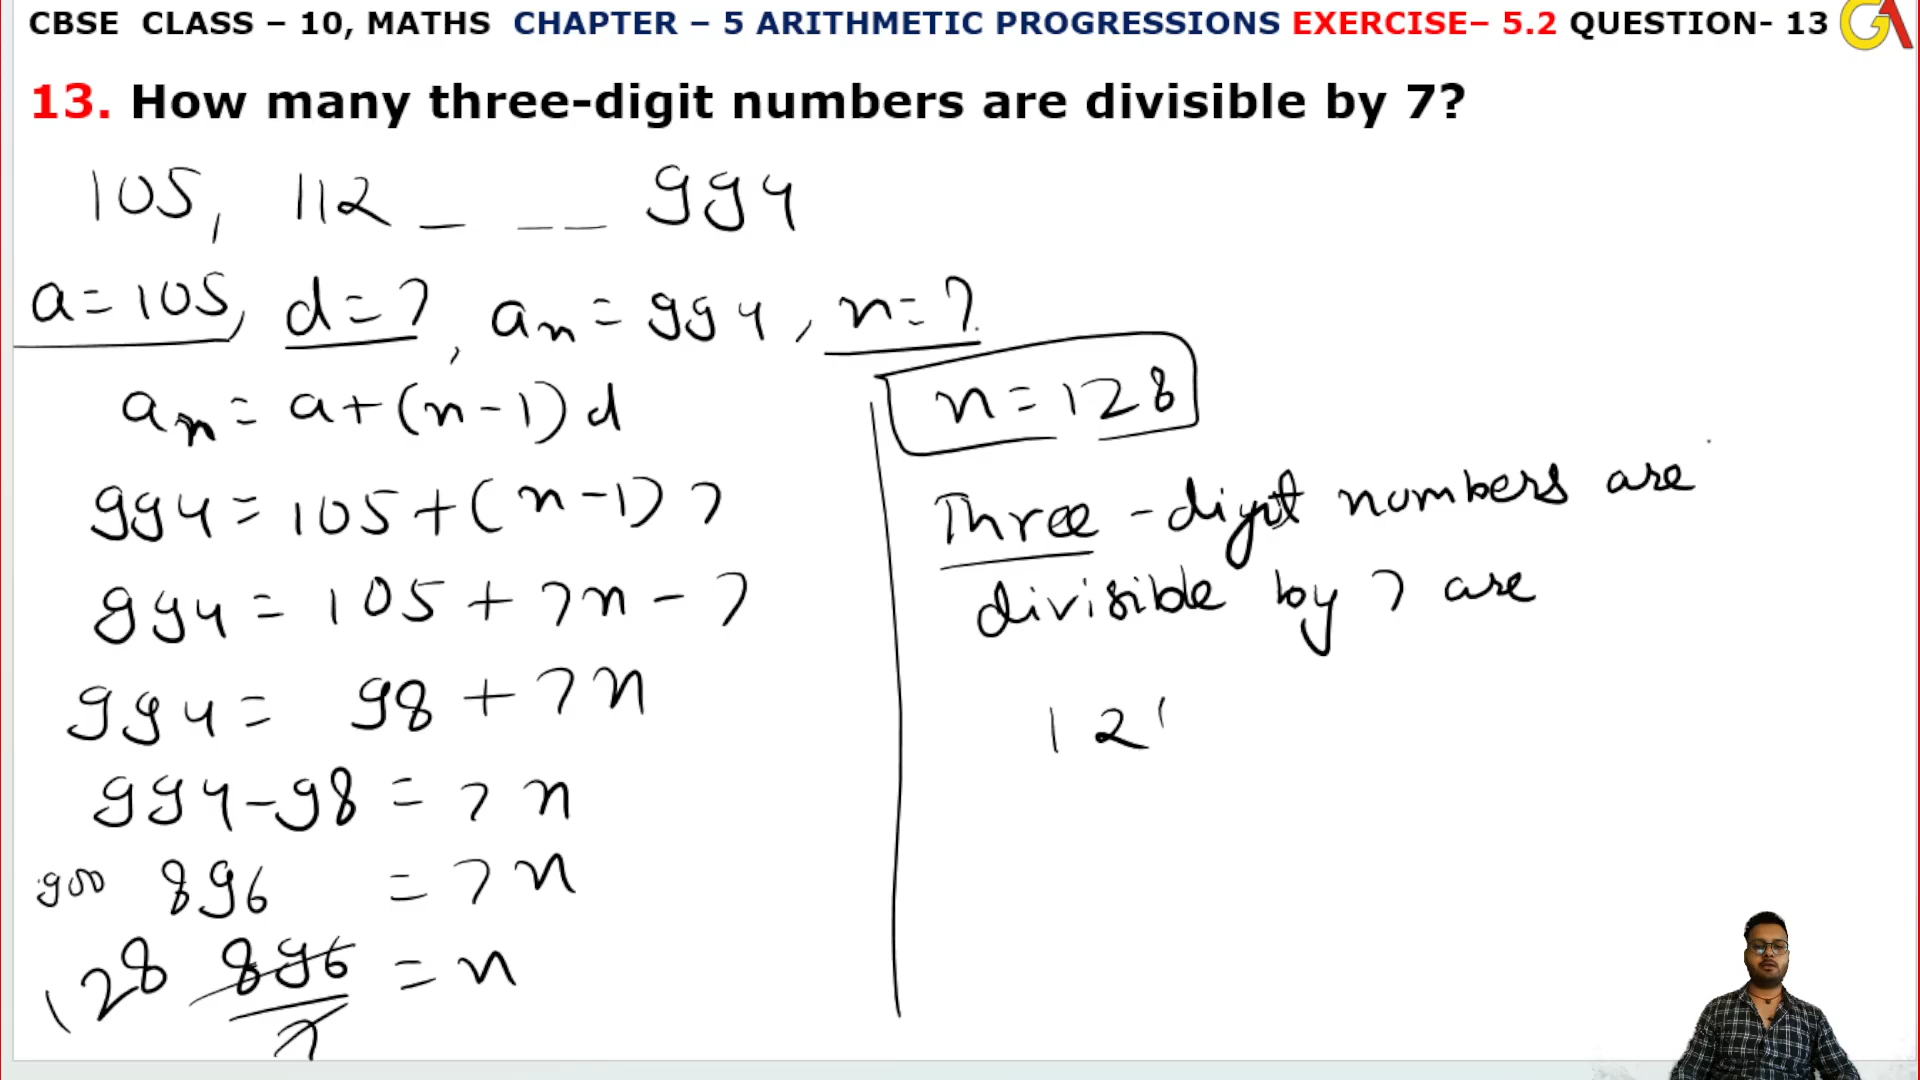 CBSE CLASS – 10, MATHS CHAPTER – 5 ARITHMETIC PROGRESSIONS EXERCISE– 5.2 QUESTION- 13 GA
13. How many three-digit numbers are divisible by 7?
105, 112 _ _ _ 994
a=105, d=7, an = 994, n=?
an = a+(n-1)d
994 = 105+(n-1)7
994 = 105 + 7n - 7
994 = 98 + 7n
994-98 = 7n
900 896 = 7n
128 896/7 = n
n=128
Three-digit numbers are
divisible by 7 are
12